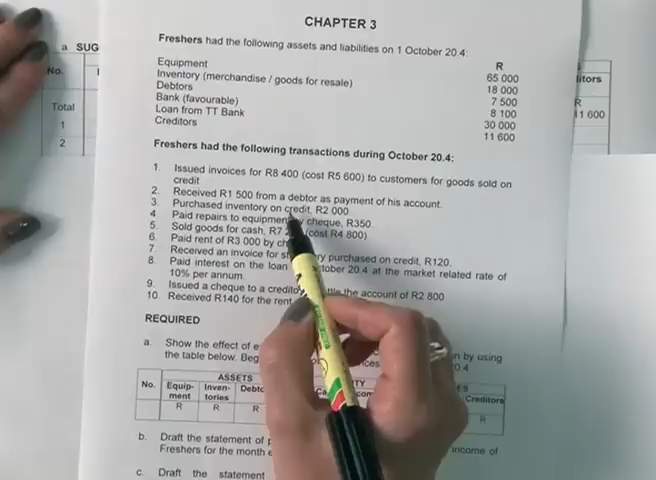 CHAPTER 3
Freshers had the following assets and liabilities on 1 October 20.4:
R
Equipment 65 000
Inventory (merchandise / goods for resale) 18 000
Debtors 7 500
Bank (favourable) 8 100
Loan from TT Bank 30 000
Creditors 11 600
Freshers had the following transactions during October 20.4:
1. Issued invoices for R8 400 (cost R5 600) to customers for goods sold on
credit
2. Received R1 500 from a debtor as payment of his account.
3. Purchased inventory on credit, R2 000
4 Paid repairs to equipment by cheque, R350
5. Sold goods for cash, R7 2 (cost R4 800)
6. Paid rent of R3 000 by ch
7. Received an invoice for st ry purchased on credit, R120.
8. Paid interest on the loan tober 20.4 at the market related rate of
10% per annum.
9. Issued a cheque to a credito ttle the account of R2 800
10. Received R140 for the rent
REQUIRED
a. Show the effect of e n by using
the table below. Beg 0.4
No. ASSETS
Equip-
ment Inven-
tories Debto Creditors
R R R R
b. Draft the statement of income of
Freshers for the month
c. Draft the statement
a. SUG
No.
Total
1
2
itors
R
11 600